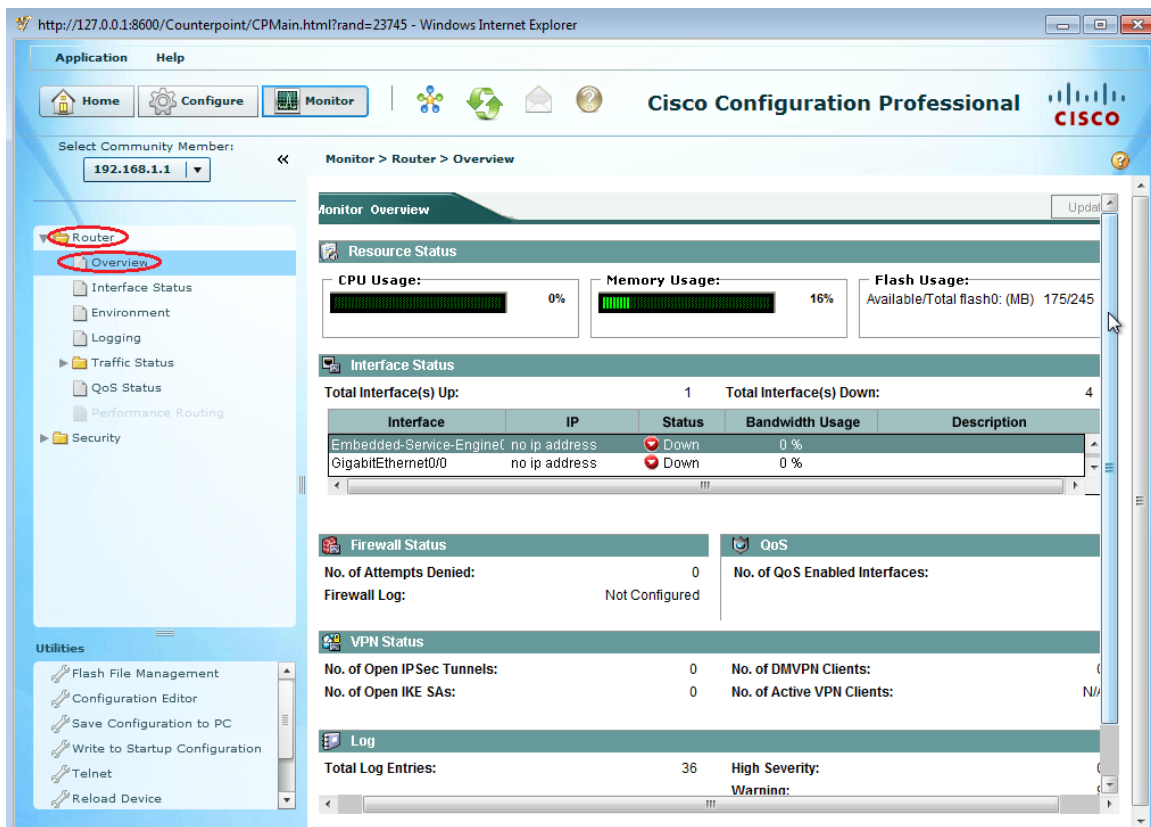 http://127.0.0.1:8600/Counterpoint/CPMain.html?rand=23745 - Windows Internet Explorer
Application Help
Home Configure Monitor Cisco Configuration Professional CISCO
Select Community Member:
192.168.1.1
Monitor > Router > Overview
Router
Overview
Interface Status
Environment
Logging
Traffic Status
QoS Status
Performance Routing
Security
Utilities
Flash File Management
Configuration Editor
Save Configuration to PC
Write to Startup Configuration
Telnet
Reload Device
Monitor Overview
Resource Status
CPU Usage: Memory Usage: Flash Usage:
0% 16% Available/Total flash0: (MB) 175/245
Interface Status
Total Interface(s) Up: 1 Total Interface(s) Down: 4
Interface IP Status Bandwidth Usage Description
Embedded-Service-Engine no ip address Down 0 %
GigabitEthernet0/0 no ip address Down 0 %
Firewall Status QoS
No. of Attempts Denied: 0 No. of QoS Enabled Interfaces:
Firewall Log: Not Configured
VPN Status
No. of Open IPSec Tunnels: 0 No. of DMVPN Clients:
No. of Open IKE SAs: 0 No. of Active VPN Clients:
Log
Total Log Entries: 36 High Severity:
Warning: